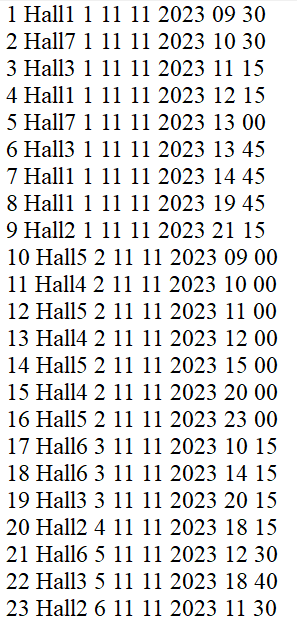 1 Hall1 1 11 11 2023 09 30
2 Hall7 1 11 11 2023 10 30
3 Hall3 1 11 11 2023 11 15
4 Hall1 1 11 11 2023 12 15
5 Hall7 1 11 11 2023 13 00
6 Hall3 1 11 11 2023 13 45
7 Hall1 1 11 11 2023 14 45
8 Hall1 1 11 11 2023 19 45
9 Hall2 1 11 11 2023 21 15
10 Hall5 2 11 11 2023 09 00
11 Hall4 2 11 11 2023 10 00
12 Hall5 2 11 11 2023 11 00
13 Hall4 2 11 11 2023 12 00
14 Hall5 2 11 11 2023 15 00
15 Hall4 2 11 11 2023 20 00
16 Hall5 2 11 11 2023 23 00
17 Hall6 3 11 11 2023 10 15
18 Hall6 3 11 11 2023 14 15
19 Hall3 3 11 11 2023 20 15
20 Hall2 4 11 11 2023 18 15
21 Hall6 5 11 11 2023 12 30
22 Hall3 5 11 11 2023 18 40
23 Hall2 6 11 11 2023 11 30